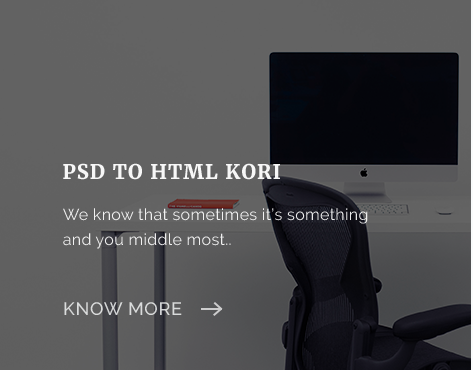 PSD TO HTML KORI
We know that sometimes it's something
and you middle most..
KNOW MORE